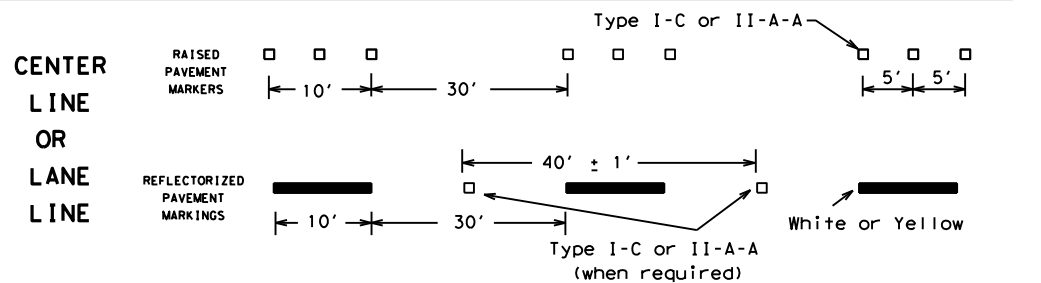 CENTER
LINE
OR
LANE
LINE
RAISED
PAVEMENT
MARKERS
Type I-C or II-A-A
10'
30'
5'
5'
REFLECTORIZED
PAVEMENT
MARKINGS
40' ± 1'
10'
30'
Type I-C or II-A-A
(when required)
White or Yellow